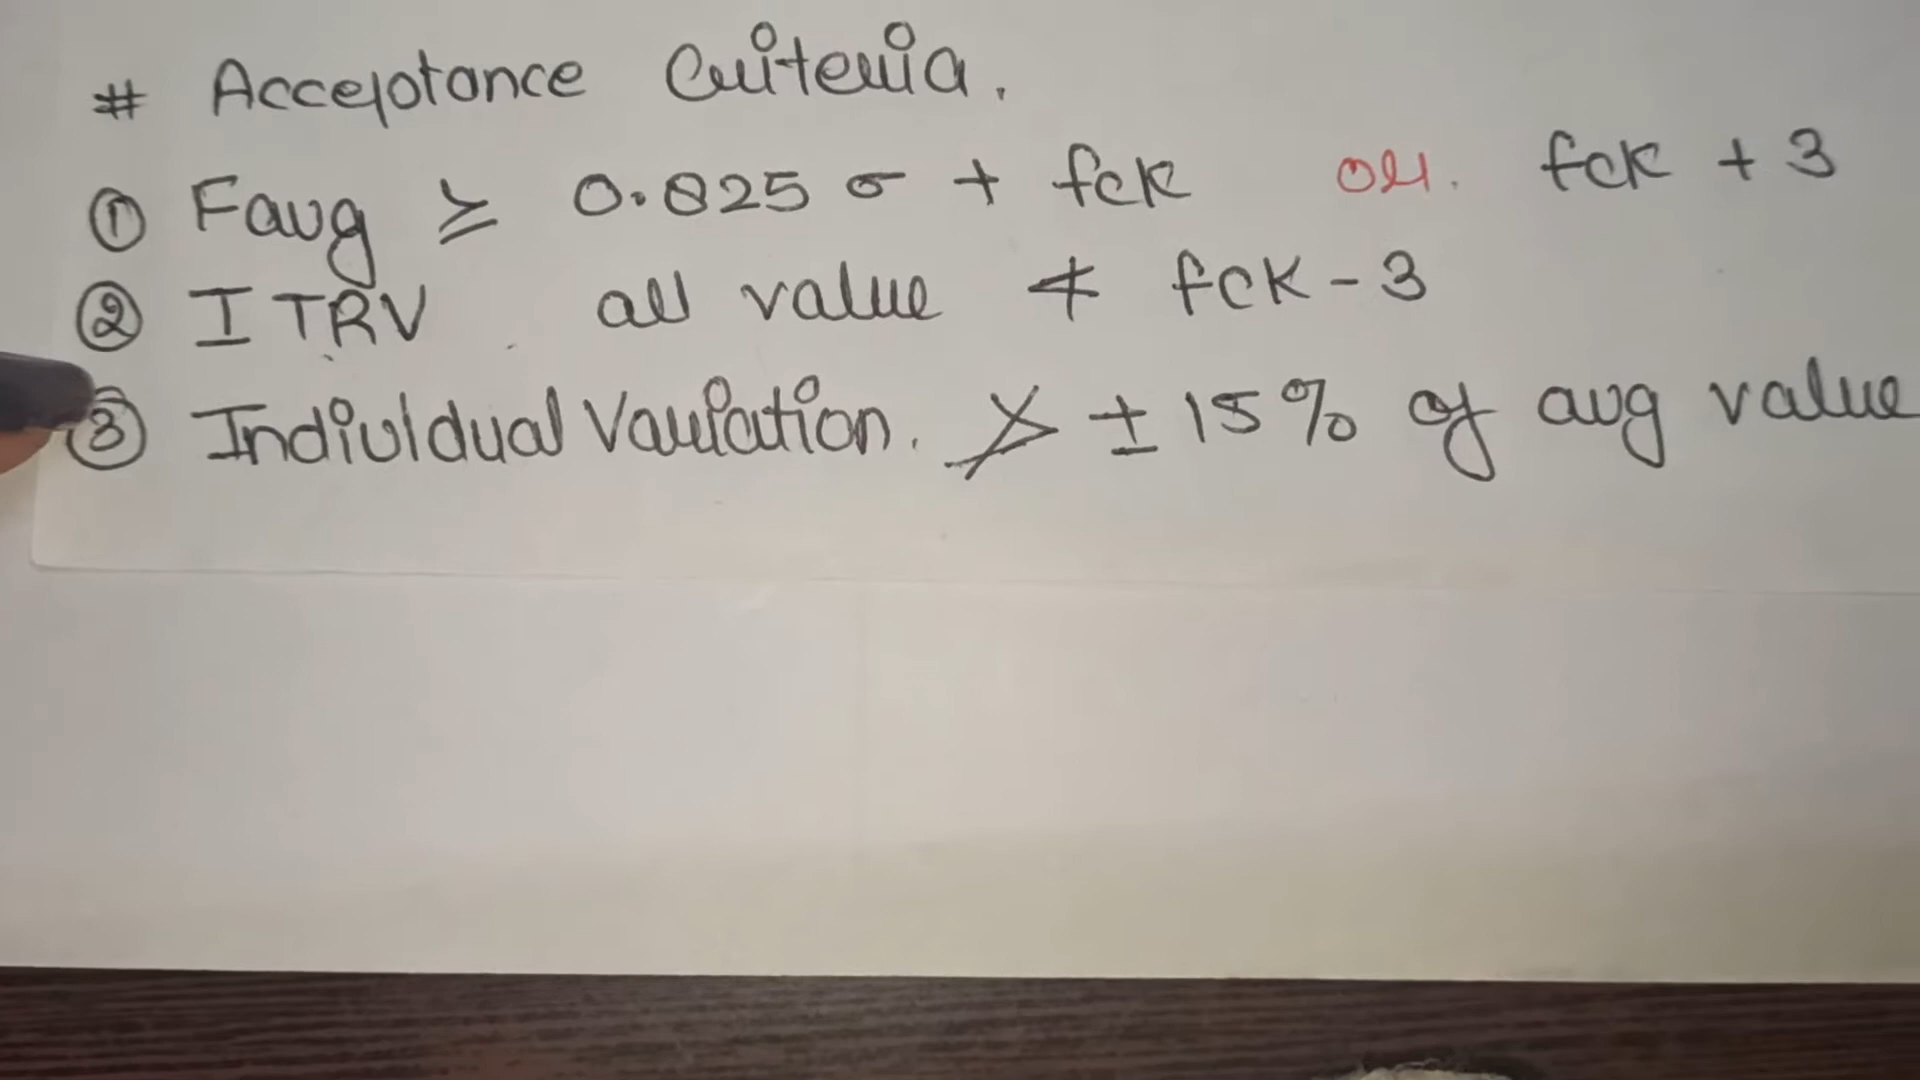 # Acceptance Criteria.
① Favg ≥ 0.825 σ + fck or. fck + 3
② ITRV all value ≮ fck - 3
③ Individual Variation. ≯ ± 15% of avg value